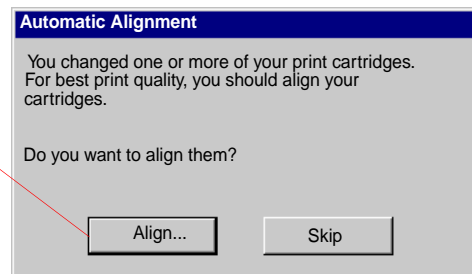 Automatic Alignment
You changed one or more of your print cartridges.
For best print quality, you should align your
cartridges.
Do you want to align them?
Align... Skip